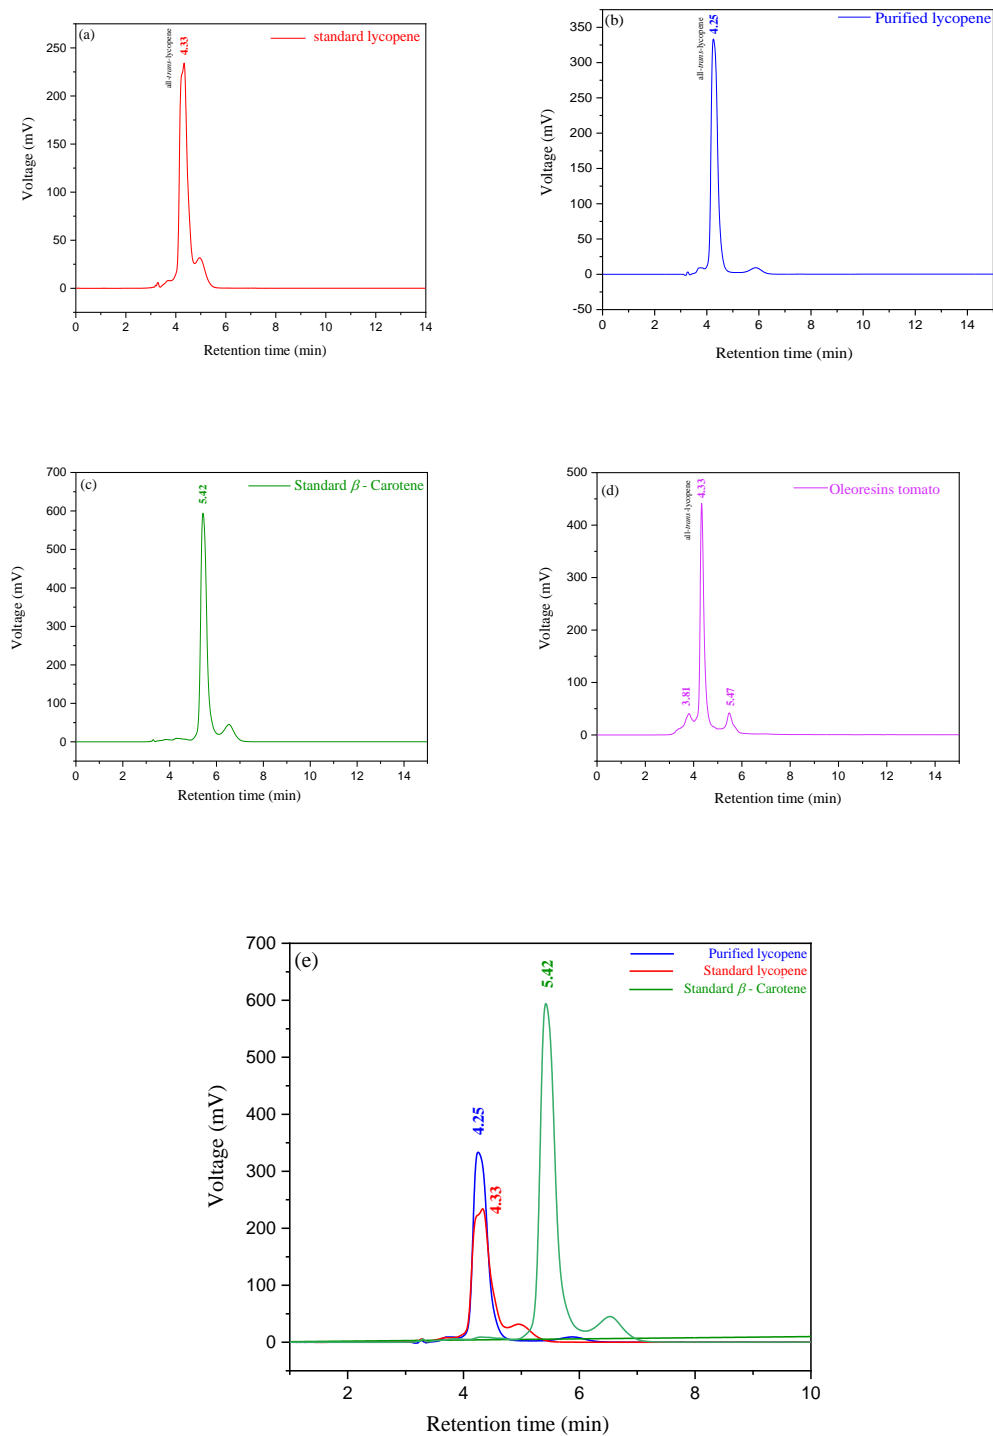 (a)
standard lycopene
all-trans-lycopene
4.33
250
200
150
100
50
0
Voltage (mV)
0 2 4 6 8 10 12 14
Retention time (min)
(b)
Purified lycopene
all-trans-lycopene
4.25
350
300
250
200
150
100
50
0
-50
Voltage (mV)
0 2 4 6 8 10 12 14
Retention time (min)
(c)
Standard β - Carotene
5.42
700
600
500
400
300
200
100
0
Voltage (mV)
0 2 4 6 8 10 12 14
Retention time (min)
(d)
Oleoresins tomato
all-trans-lycopene
4.33
3.81
5.47
500
400
300
200
100
0
Voltage (mV)
0 2 4 6 8 10 12 14
Retention time (min)
(e)
Purified lycopene
Standard lycopene
Standard β - Carotene
5.42
4.25
4.33
700
600
500
400
300
200
100
0
Voltage (mV)
2 4 6 8 10
Retention time (min)